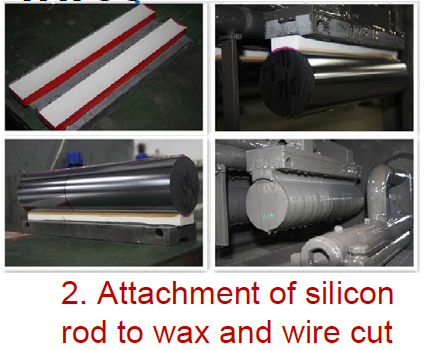 2. Attachment of silicon
rod to wax and wire cut